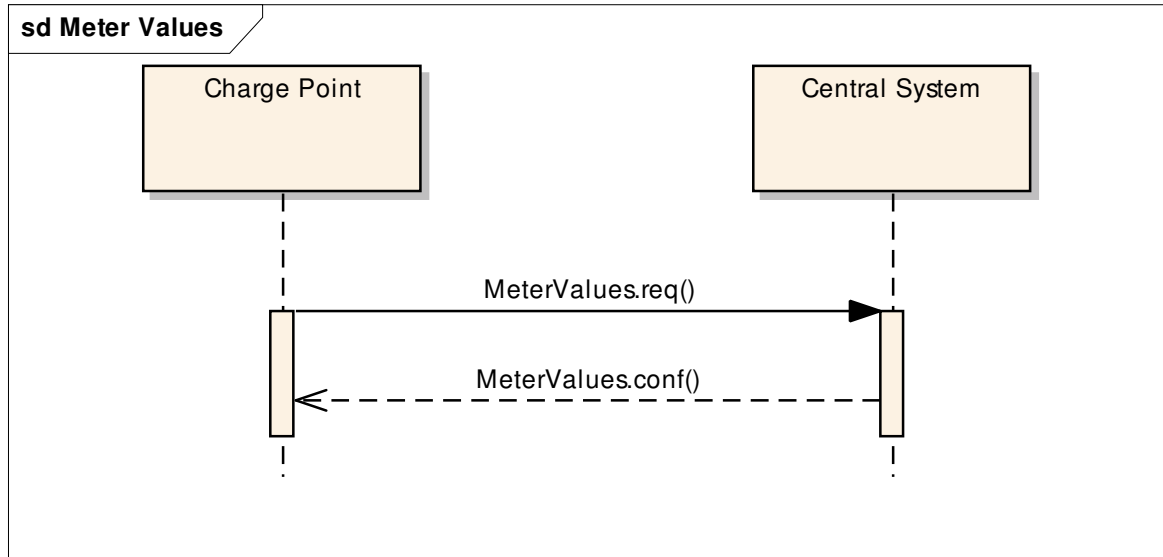 sd Meter Values
Charge Point
Central System
MeterValues.req()
MeterValues.conf()